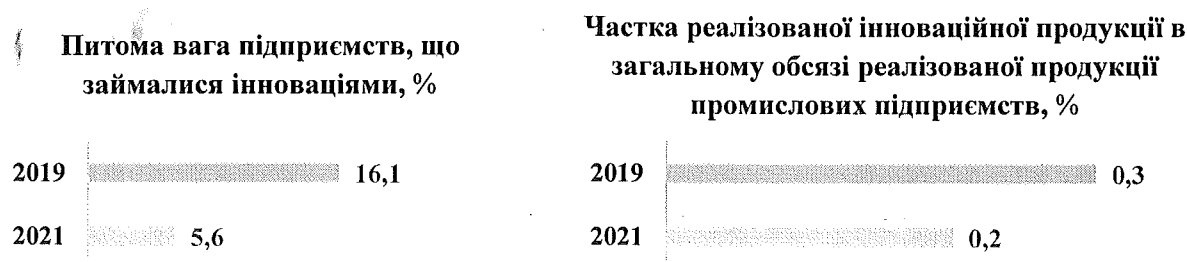 Питома вага підприємств, що
займалися інноваціями, %
2019 16,1
2021 5,6
Частка реалізованої інноваційної продукції в
загальному обсязі реалізованої продукції
промислових підприємств, %
2019 0,3
2021 0,2